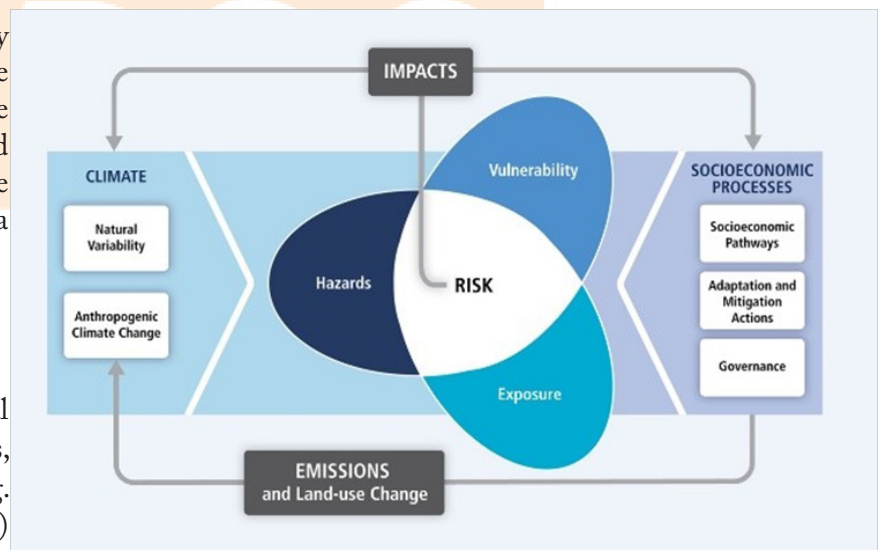 IMPACTS
CLIMATE
Natural
Variability
Anthropogenic
Climate Change
Hazards
Vulnerability
RISK
Exposure
SOCIOECONOMIC
PROCESSES
Socioeconomic
Pathways
Adaptation and
Mitigation
Actions
Governance
EMISSIONS
and Land-use Change